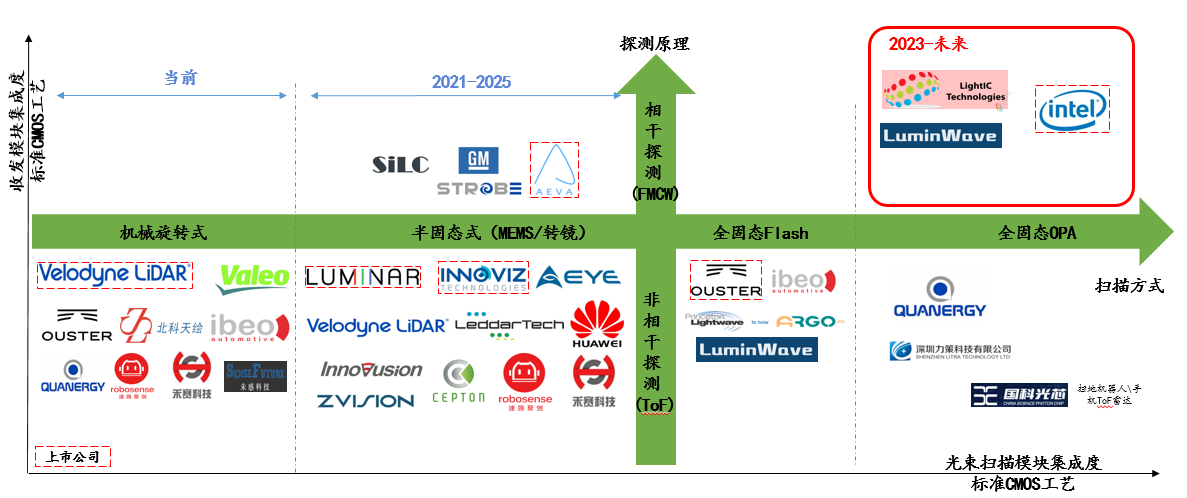 收发模块集成度
标准CMOS工艺
当前
2021-2025
探测原理
2023-未来
LightIC
Technologies
intel
LuminWave
SiLC
GM
STROBE
AEVA
相干探测
(FMCW)
机械旋转式
半固态式（MEMS/转镜）
全固态Flash
全固态OPA
扫描方式
Velodyne LiDAR
Valeo
OUSTER
北科天绘
ibeo
automotive
QUANERGY
robosense
速腾聚创
禾赛科技
SENSEFUTURE
未感科技
LUMINAR
INNOVIZ
TECHNOLOGIES
AEYE
Velodyne LiDAR
LeddarTech
HUAWEI
Innovusion
CEPTON
robosense
速腾聚创
禾赛科技
ZVISION
非相干探测
(ToF)
OUSTER
ibeo
automotive
Princeton
Lightwave
is now
ARGO
LuminWave
QUANERGY
深圳力策科技有限公司
SHENZHEN LITRA TECHNOLOGY LTD
国科光芯
CHINA SCIENCE PHOTON CHIP
扫地机器人\手
机ToF雷达
上市公司
光束扫描模块集成度
标准CMOS工艺